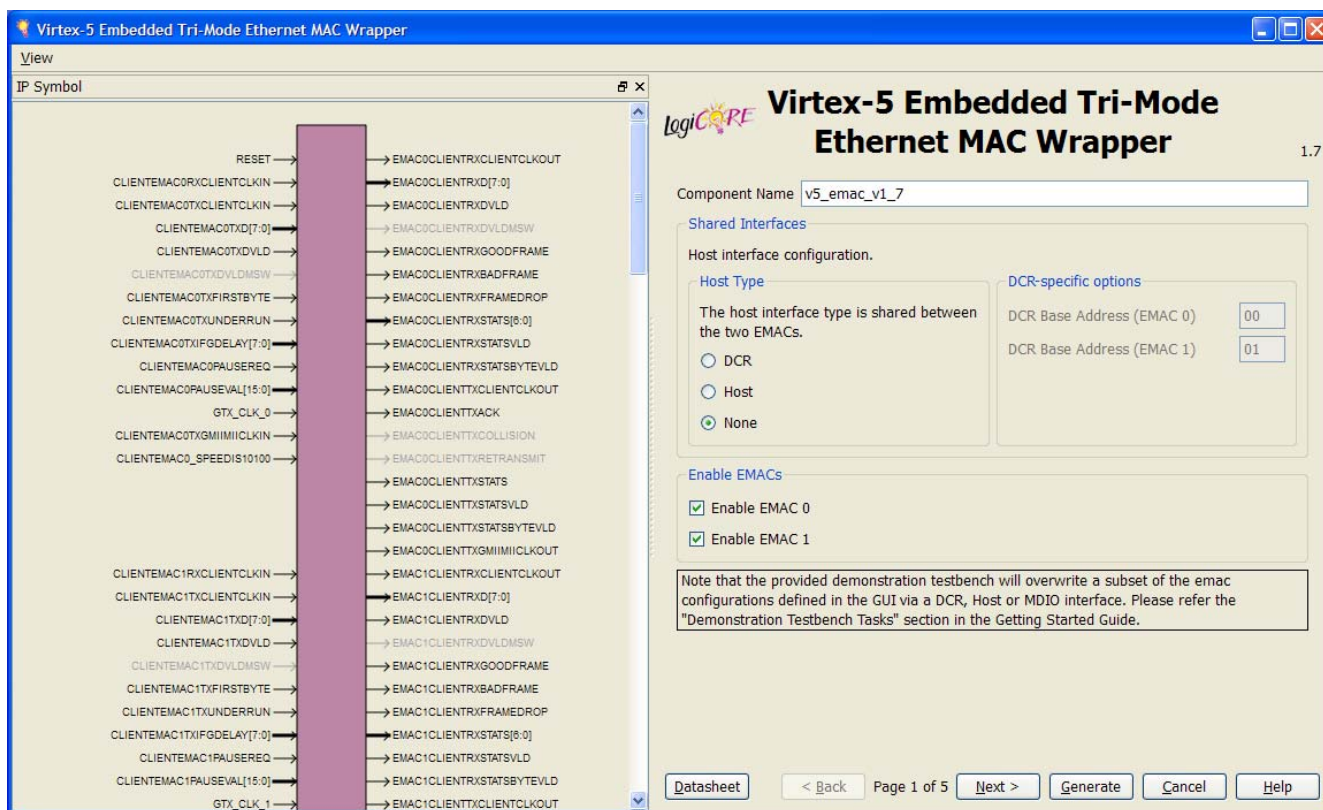 Virtex-5 Embedded Tri-Mode Ethernet MAC Wrapper
View
IP Symbol
RESET
CLIENTEMAC0RXCLIENTCLKIN
CLIENTEMAC0TXCLIENTCLKIN
CLIENTEMAC0TXD[7:0]
CLIENTEMAC0TXDVLD
CLIENTEMAC0TXDVLDMSW
CLIENTEMAC0TXFIRSTBYTE
CLIENTEMAC0TXUNDERRUN
CLIENTEMAC0TXIFGDELAY[7:0]
CLIENTEMAC0PAUSEREQ
CLIENTEMAC0PAUSEVAL[15:0]
GTX_CLK_0
CLIENTEMAC0TXGMIIMIICLKIN
CLIENTEMAC0_SPEEDIS10100
CLIENTEMAC1RXCLIENTCLKIN
CLIENTEMAC1TXCLIENTCLKIN
CLIENTEMAC1TXD[7:0]
CLIENTEMAC1TXDVLD
CLIENTEMAC1TXDVLDMSW
CLIENTEMAC1TXFIRSTBYTE
CLIENTEMAC1TXUNDERRUN
CLIENTEMAC1TXIFGDELAY[7:0]
CLIENTEMAC1PAUSEREQ
CLIENTEMAC1PAUSEVAL[15:0]
GTX_CLK_1
EMAC0CLIENTRXCLIENTCLKOUT
EMAC0CLIENTRXD[7:0]
EMAC0CLIENTRXDVLD
EMAC0CLIENTRXDVLDMSW
EMAC0CLIENTRXGOODFRAME
EMAC0CLIENTRXBADFRAME
EMAC0CLIENTRXFRAMEDROP
EMAC0CLIENTRXSTATS[6:0]
EMAC0CLIENTRXSTATSVLD
EMAC0CLIENTRXSTATSBYTEVLD
EMAC0CLIENTTXCLIENTCLKOUT
EMAC0CLIENTTXACK
EMAC0CLIENTTXCOLLISION
EMAC0CLIENTTXRETRANSMIT
EMAC0CLIENTTXSTATS
EMAC0CLIENTTXSTATSVLD
EMAC0CLIENTTXSTATSBYTEVLD
EMAC0CLIENTTXGMIIMIICLKOUT
EMAC1CLIENTRXCLIENTCLKOUT
EMAC1CLIENTRXD[7:0]
EMAC1CLIENTRXDVLD
EMAC1CLIENTRXDVLDMSW
EMAC1CLIENTRXGOODFRAME
EMAC1CLIENTRXBADFRAME
EMAC1CLIENTRXFRAMEDROP
EMAC1CLIENTRXSTATS[6:0]
EMAC1CLIENTRXSTATSVLD
EMAC1CLIENTRXSTATSBYTEVLD
EMAC1CLIENTTXCLIENTCLKOUT
logiCORE
Virtex-5 Embedded Tri-Mode
Ethernet MAC Wrapper
1.7
Component Name v5_emac_v1_7
Shared Interfaces
Host interface configuration.
Host Type
The host interface type is shared between
the two EMACs.
DCR
Host
None
DCR-specific options
DCR Base Address (EMAC 0) 00
DCR Base Address (EMAC 1) 01
Enable EMACs
Enable EMAC 0
Enable EMAC 1
Note that the provided demonstration testbench will overwrite a subset of the emac
configurations defined in the GUI via a DCR, Host or MDIO interface. Please refer the
"Demonstration Testbench Tasks" section in the Getting Started Guide.
Datasheet < Back Page 1 of 5 Next > Generate Cancel Help